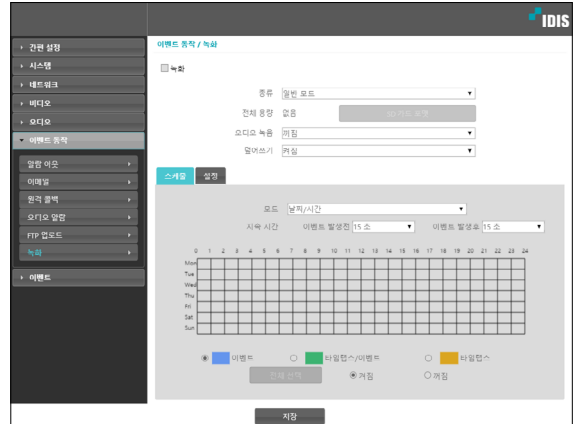 IDIS
간편 설정
이벤트 동작 / 녹화
시스템
네트워크
비디오
오디오
이벤트 동작
알람 아웃
이메일
원격 콜백
오디오 알람
FTP 업로드
녹화
이벤트
녹화
종류 일반 모드
전체 용량 없음 SD카드 포맷
오디오 녹음 꺼짐
덮어쓰기 켜짐
스케줄 설정
모드 날짜/시간
지속 시간 이벤트 발생전 15 초 이벤트 발생후 15 초
0 1 2 3 4 5 6 7 8 9 10 11 12 13 14 15 16 17 18 19 20 21 22 23 24
Mon
Tue
Wed
Thu
Fri
Sat
Sun
이벤트 타임랩스/이벤트 타임랩스
전체 선택 켜짐 꺼짐
저장